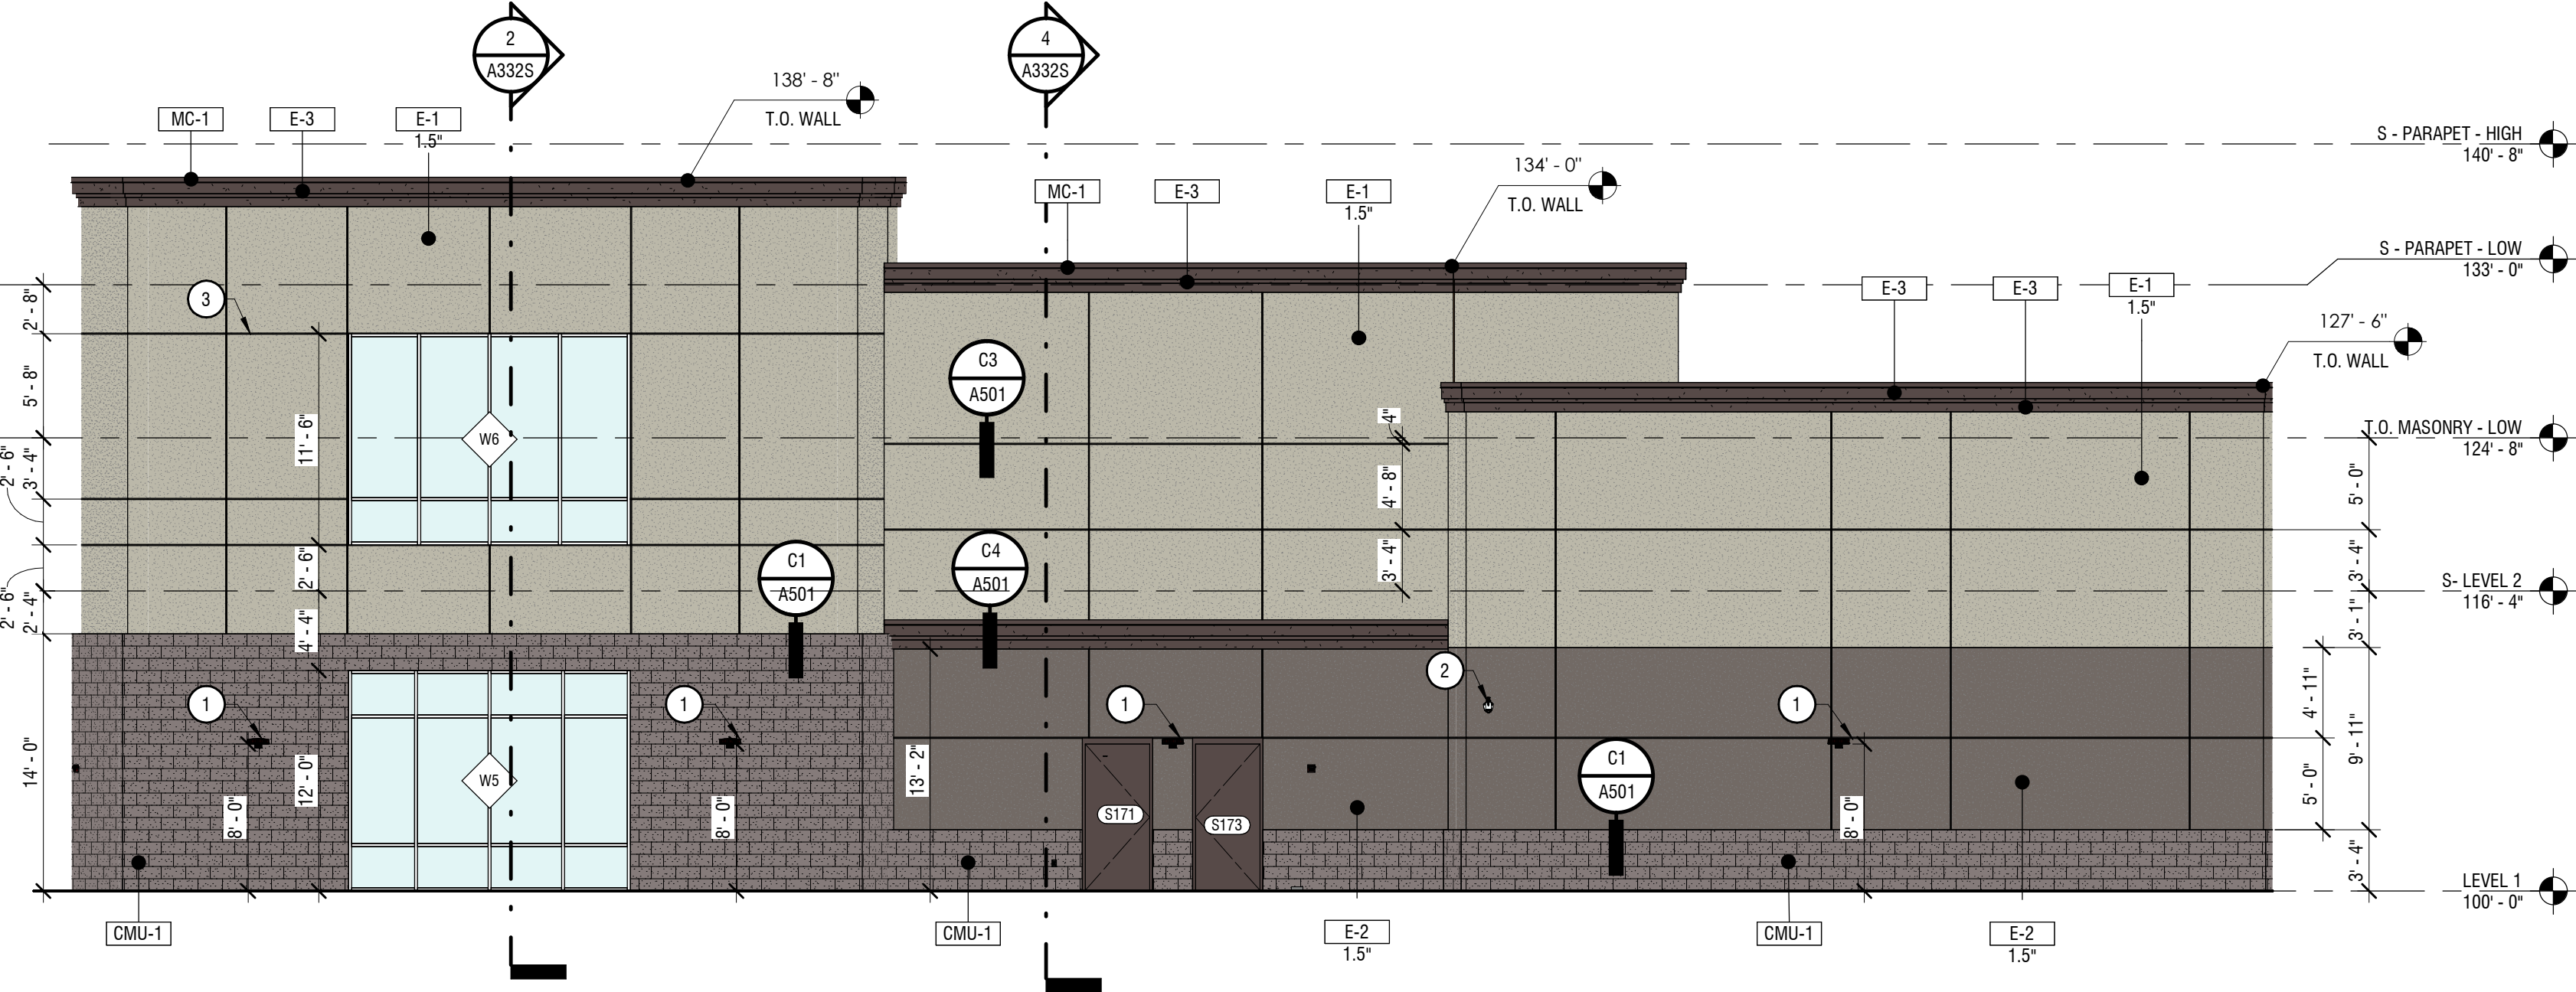 2
A332S
4
A332S
138' - 8"
T.O. WALL
MC-1
E-3
E-1
1.5"
S - PARAPET - HIGH
140' - 8"
134' - 0"
T.O. WALL
MC-1
E-3
E-1
1.5"
S - PARAPET - LOW
133' - 0"
E-3
E-3
E-1
1.5"
127' - 6"
T.O. WALL
3
2' - 8"
5' - 8"
3' - 4"
2' - 6"
2' - 6"
2' - 4"
14' - 0"
11' - 6"
2' - 6"
4' - 4"
12' - 0"
W6
C3
A501
4"
4' - 8"
3' - 4"
T.O. MASONRY - LOW
124' - 8"
5' - 0"
3' - 4"
3' - 1"
C1
A501
C4
A501
S- LEVEL 2
116' - 4"
1
1
1
2
1
4' - 11"
9' - 11"
5' - 0"
3' - 4"
W5
8' - 0"
8' - 0"
13' - 2"
S171
S173
C1
A501
8' - 0"
LEVEL 1
100' - 0"
CMU-1
CMU-1
E-2
1.5"
CMU-1
E-2
1.5"